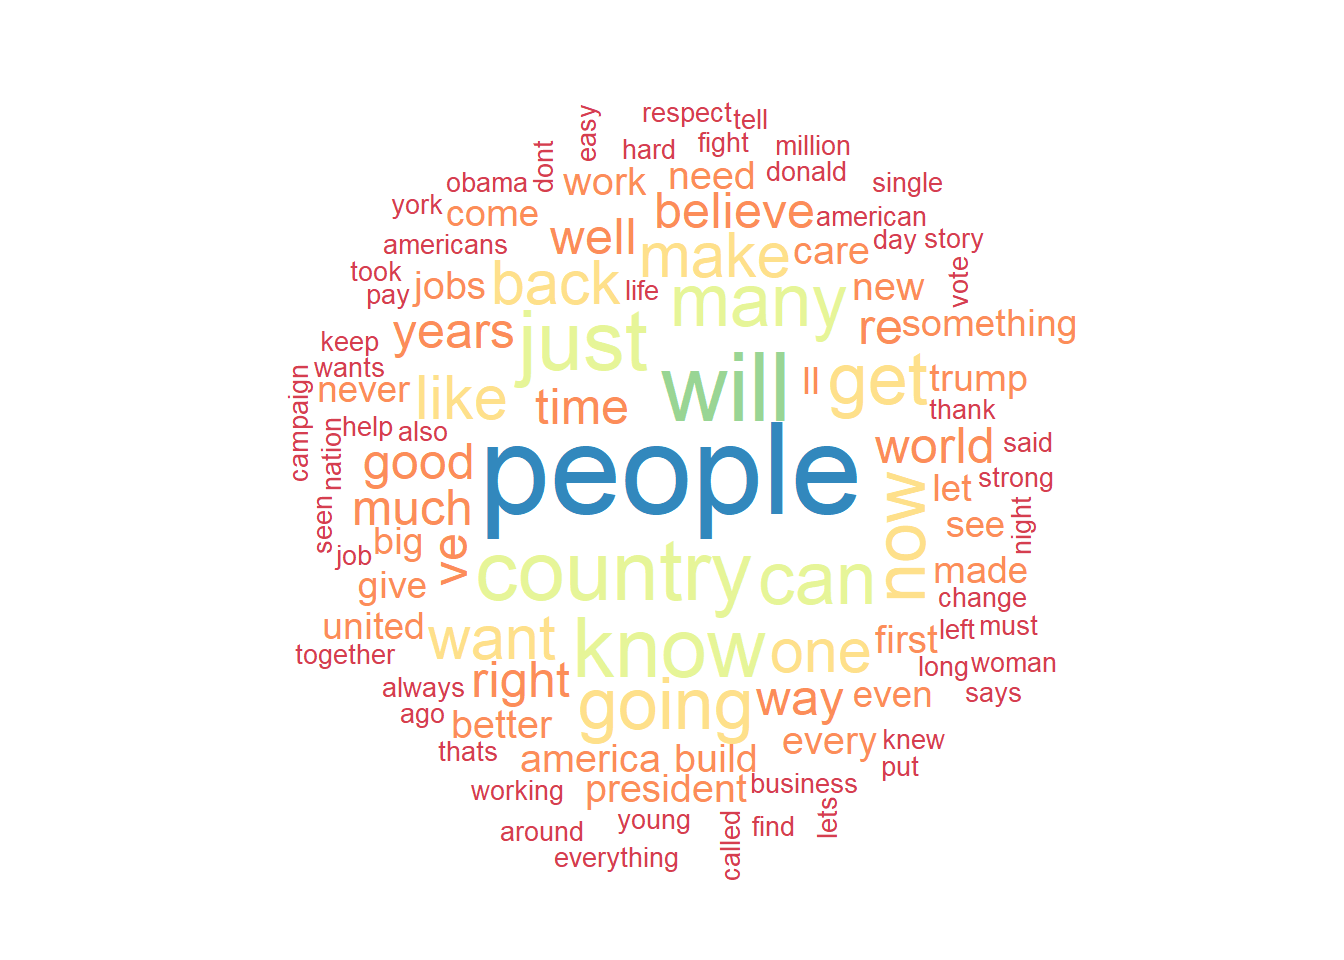 respect tell
easy
dont
hard fight million
obama work need donald single
york come believe american
americans well make care day story
took jobs back life many new vote
pay
years just re something
keep
wants
never like time will ll get trump
campaign
thank
nation
help also
good people world said
much now let strong
seen
big ve see night
job
give country can made
change
united want know one first left must
together
long woman
always right going way even says
ago better
thats america build every knew
put
working president business
around young called find lets
everything